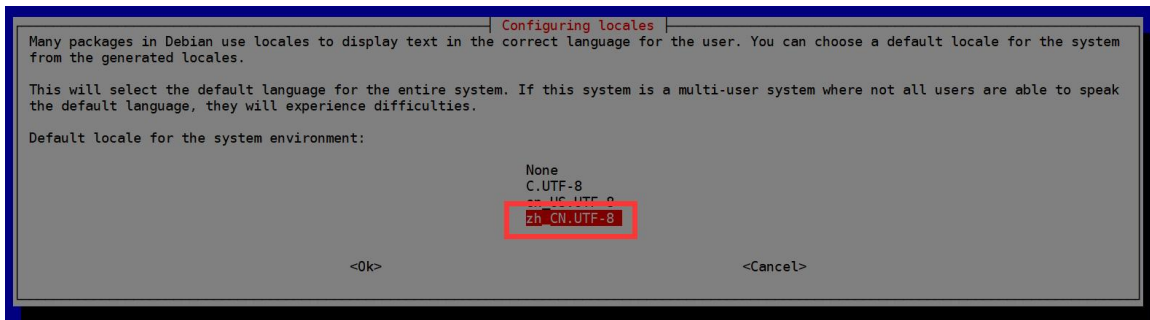 Configuring locales
Many packages in Debian use locales to display text in the correct language for the user. You can choose a default locale for the system
from the generated locales.
This will select the default language for the entire system. If this system is a multi-user system where not all users are able to speak
the default language, they will experience difficulties.
Default locale for the system environment:
None
C.UTF-8
en_US.UTF-8
zh_CN.UTF-8
<Ok> <Cancel>